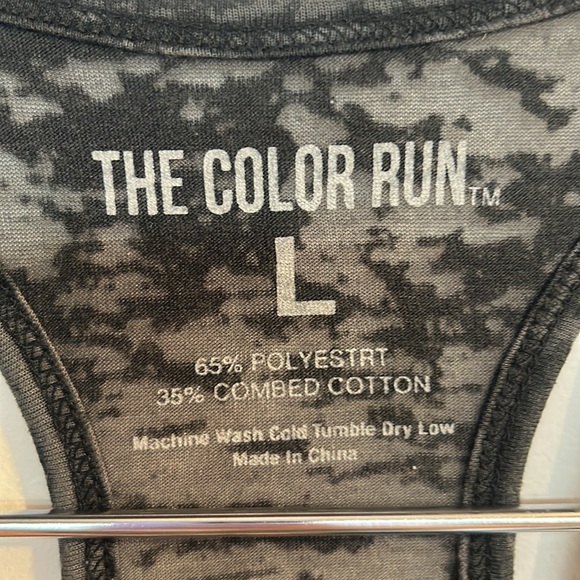 THE COLOR RUN™
L
65% POLYESTRT
35% COMBED COTTON
Machine Wash Cold Tumble Dry Low
Made In China